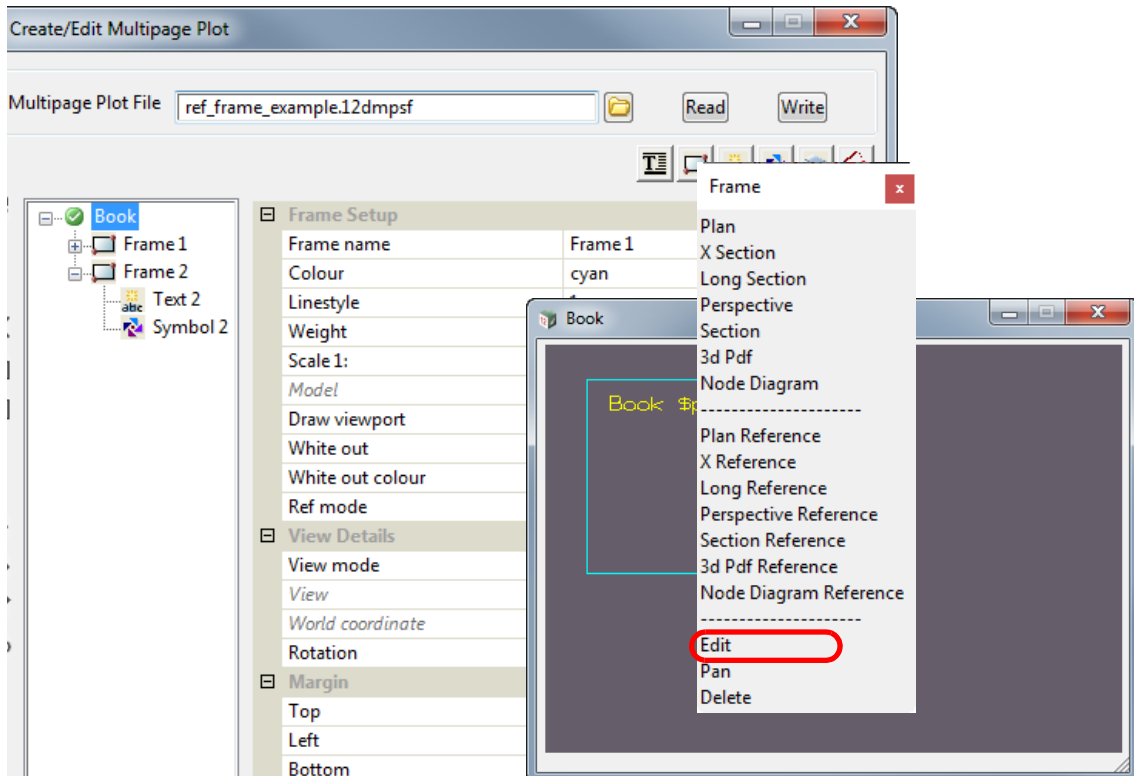 Create/Edit Multipage Plot
Multipage Plot File ref_frame_example.12dmpsf Read Write
Book
Frame 1
Frame 2
abc Text 2
Symbol 2
Frame Setup
Frame name Frame 1
Colour cyan
Linestyle
Weight
Scale 1:
Model
Draw viewport
White out
White out colour
Ref mode
View Details
View mode
View
World coordinate
Rotation
Margin
Top
Left
Bottom
Book
Book
Frame
Plan
X Section
Long Section
Perspective
Section
3d Pdf
Node Diagram
---------------------
Plan Reference
X Reference
Long Reference
Perspective Reference
Section Reference
3d Pdf Reference
Node Diagram Reference
---------------------
Edit
Pan
Delete